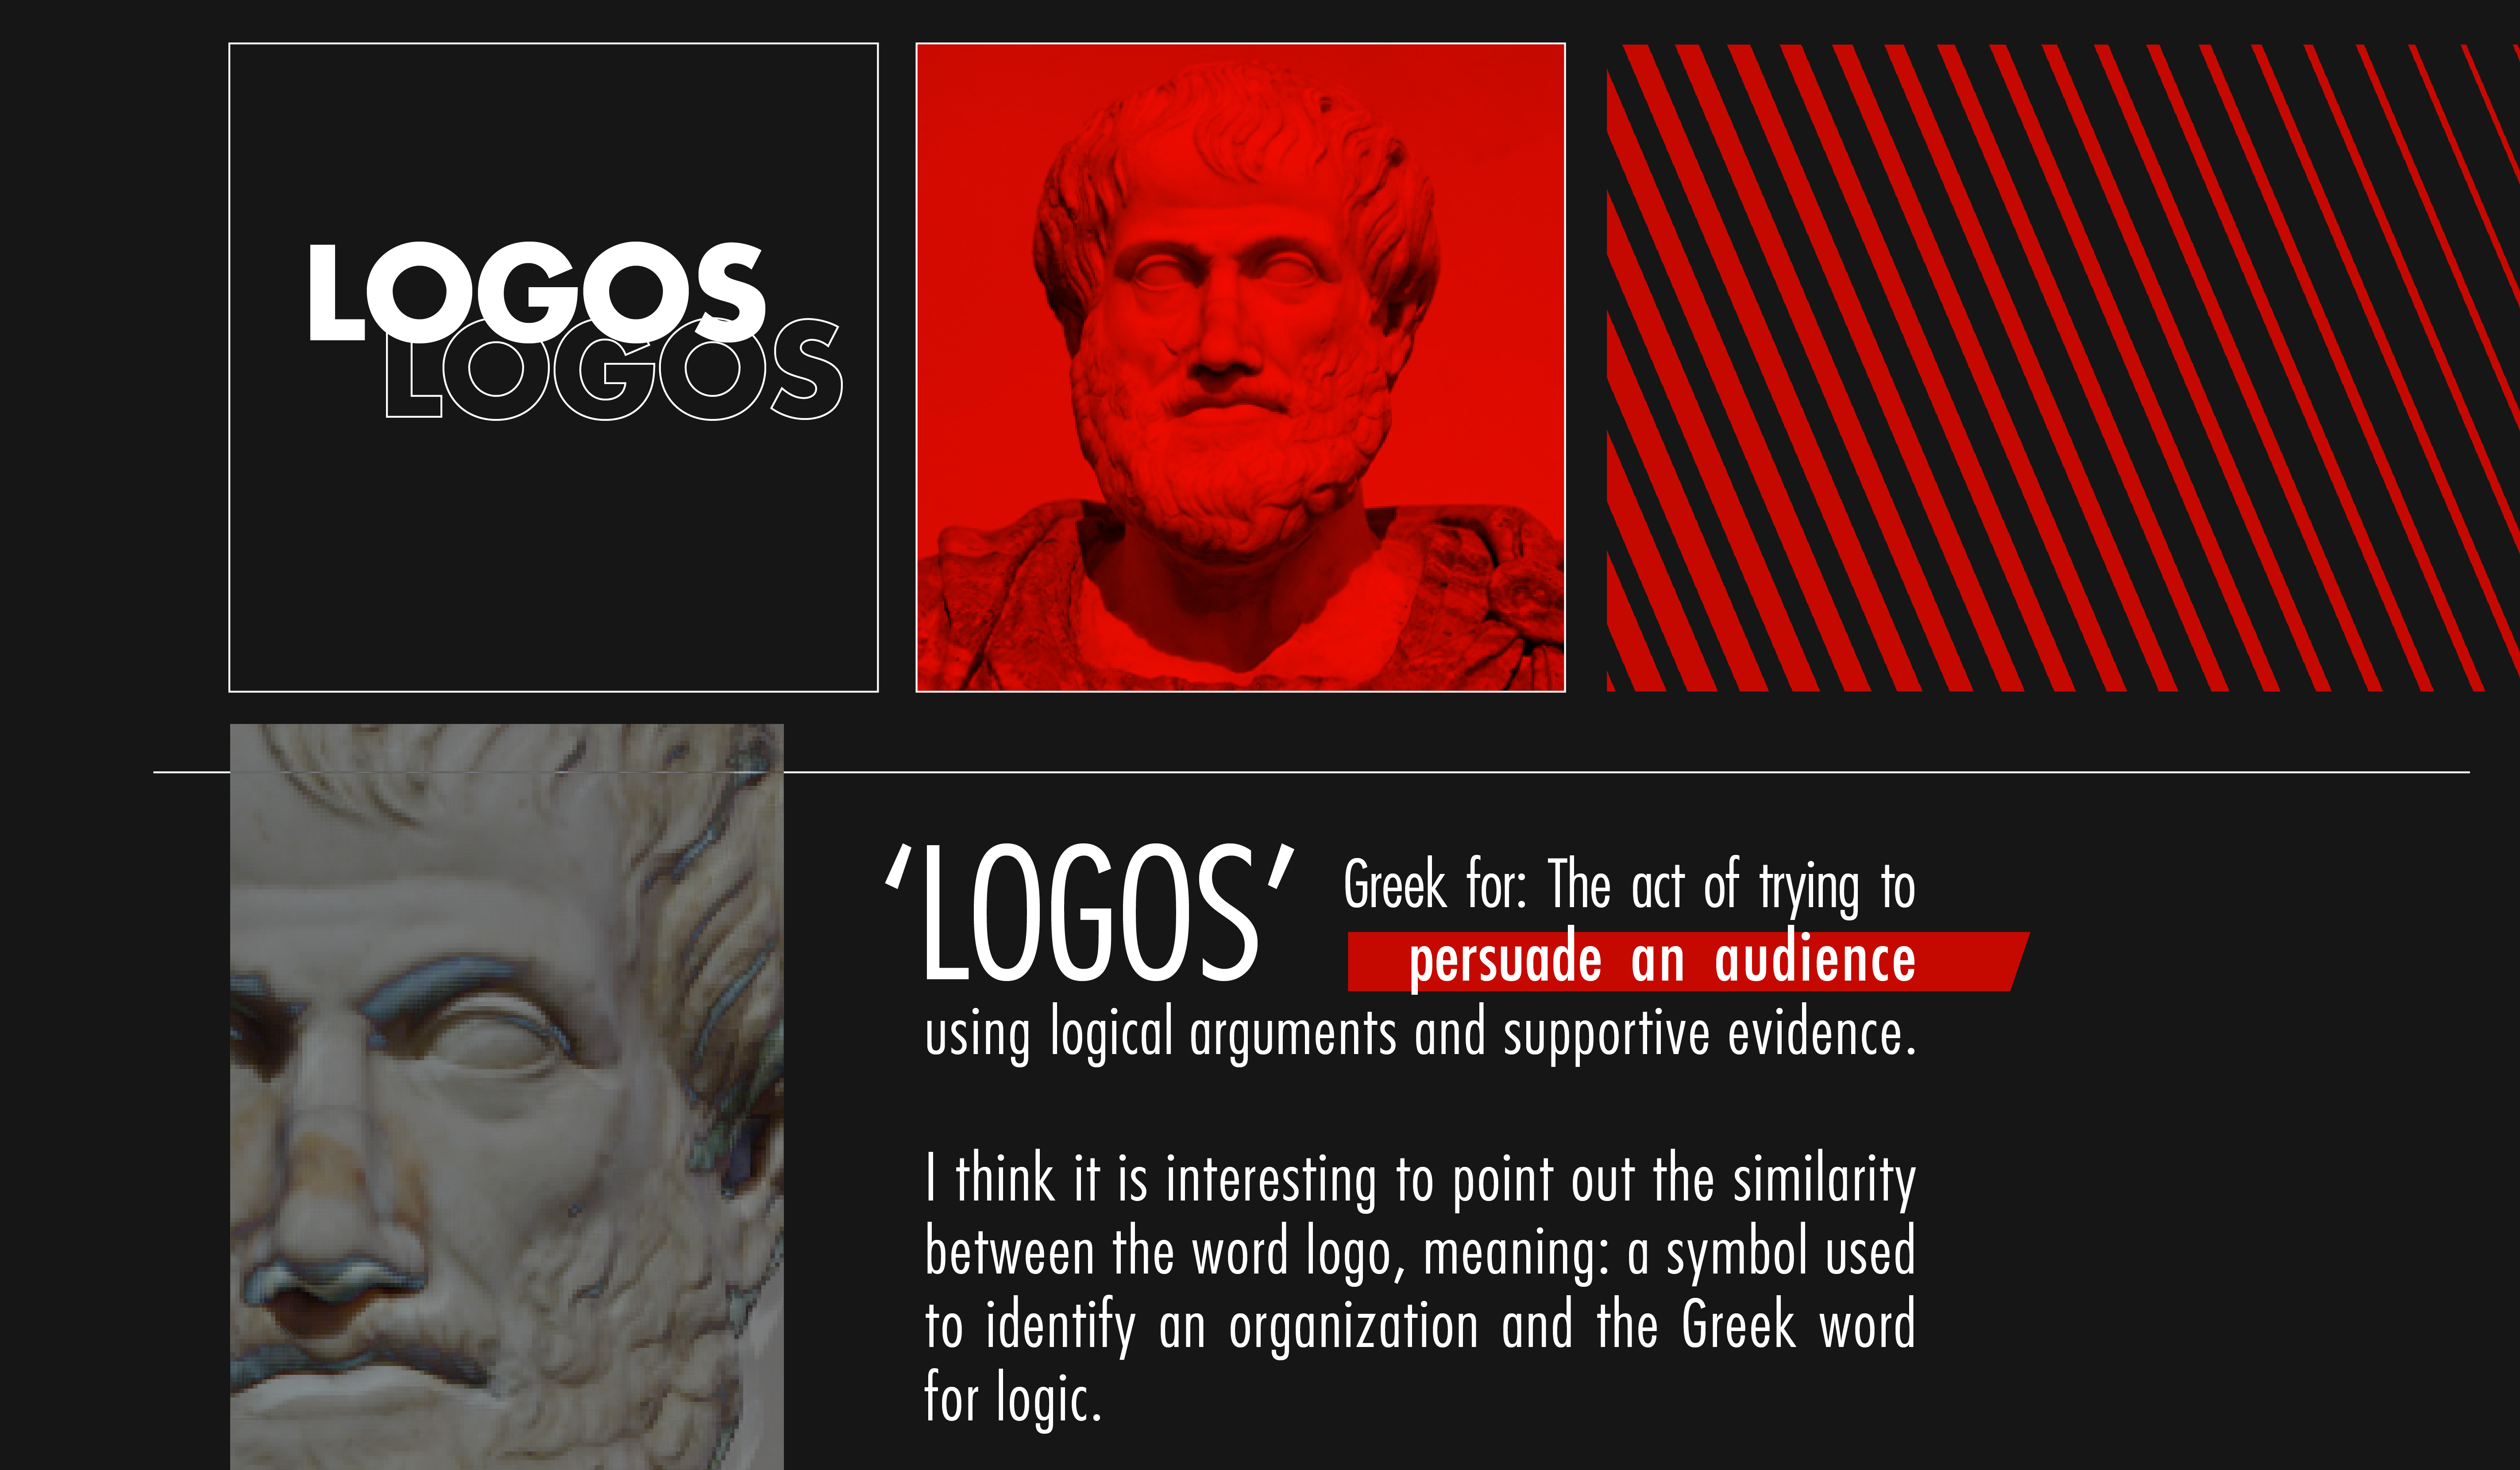 LOGOS
LOGOS
‘LOGOS’
Greek for: The act of trying to
persuade an audience
using logical arguments and supportive evidence.
I think it is interesting to point out the similarity
between the word logo, meaning: a symbol used
to identify an organization and the Greek word
for logic.